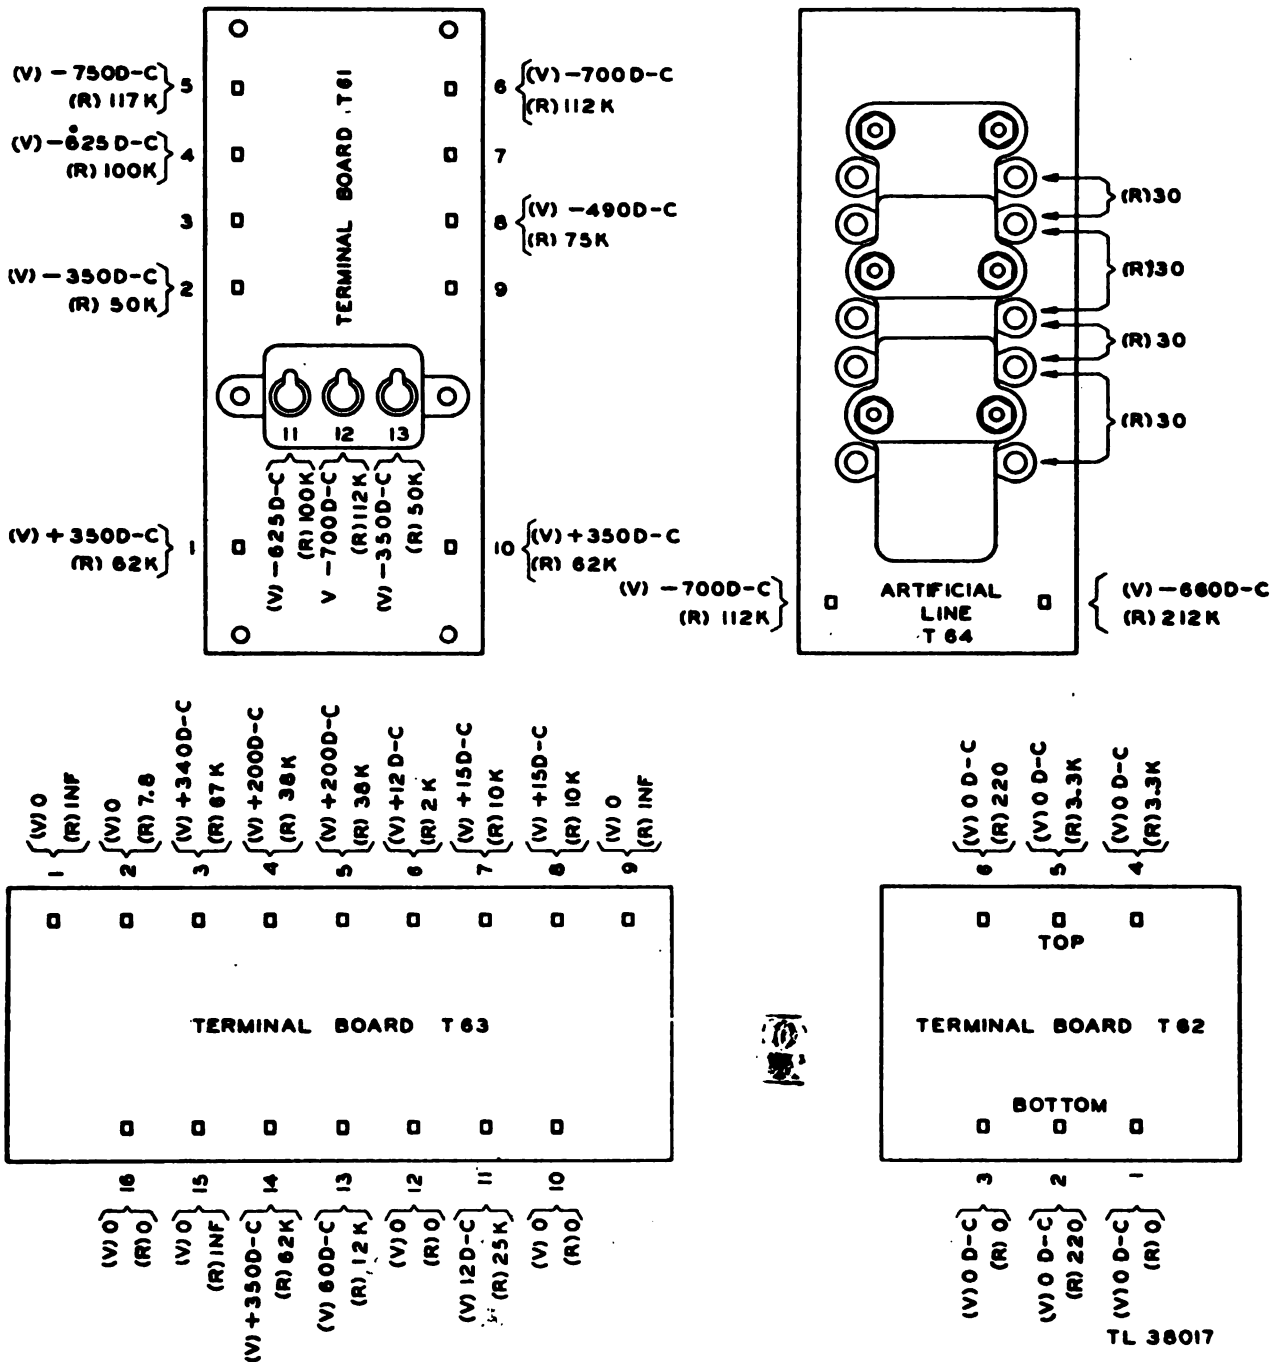 (V) -750D-C
(R) 117K
5
(V) -625D-C
(R) 100K
4
3
(V) -350D-C
(R) 50K
2
(V) +350D-C
(R) 62K
1
TERMINAL BOARD T61
6
(V) -700D-C
(R) 112K
7
8
(V) -490D-C
(R) 75K
9
10
(V) +350D-C
(R) 62K
11
12
13
(V) -625D-C
(R) 100K
V -700D-C
(R) 112K
(V) -350D-C
(R) 50K
(R) 30
(R) 30
(R) 30
(R) 30
(V) -700D-C
(R) 112K
ARTIFICIAL
LINE
T 64
(V) -660D-C
(R) 212K
(V) 0
(R) INF
1
(V) 0
(R) 7.8
2
(V) +340D-C
(R) 67K
3
(V) +200D-C
(R) 38K
4
(V) +200D-C
(R) 38K
5
(V) +12D-C
(R) 2K
6
(V) +15D-C
(R) 10K
7
(V) +15D-C
(R) 10K
8
(V) 0
(R) INF
9
TERMINAL BOARD T 63
16
(V) 0
(R) 0
15
(V) 0
(R) INF
14
(V) +350D-C
(R) 62K
13
(V) 60D-C
(R) 12K
12
(V) 0
(R) 0
11
(V) 12D-C
(R) 25K
10
(V) 0
(R) 0
(V) 0 D-C
(R) 220
6
(V) 0 D-C
(R) 3.3K
5
(V) 0 D-C
(R) 3.3K
4
TOP
TERMINAL BOARD T 62
BOTTOM
3
(V) 0 D-C
(R) 0
2
(V) 0 D-C
(R) 220
1
(V) 0 D-C
(R) 0
TL 38017